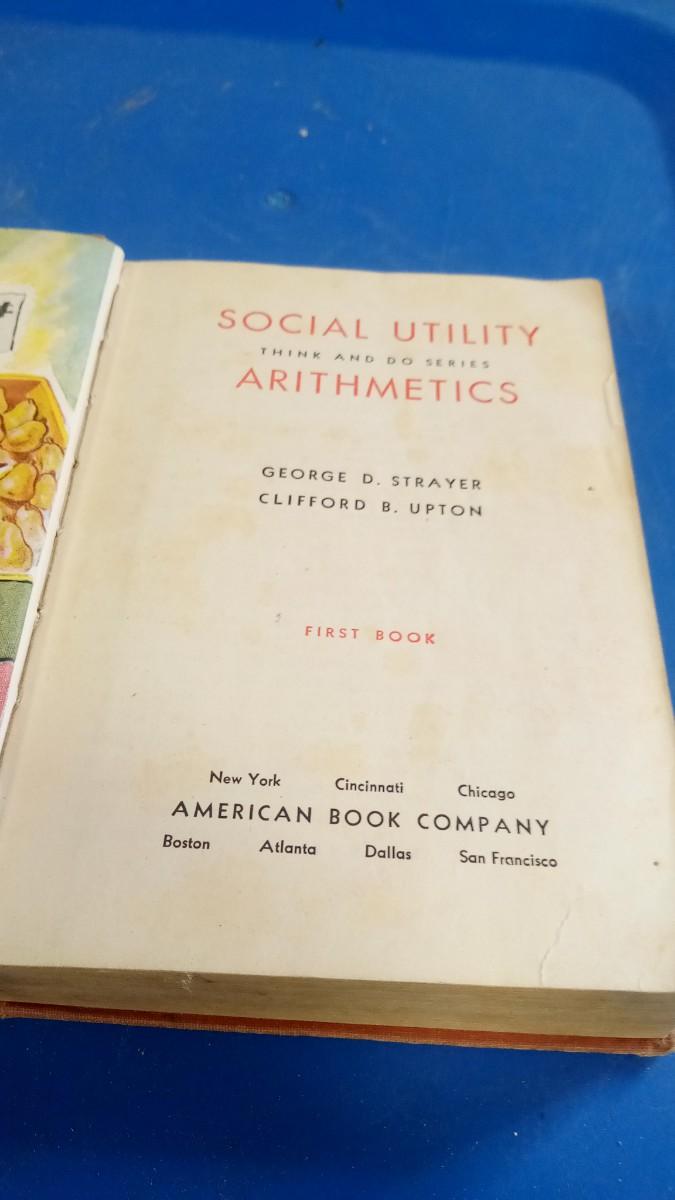 SOCIAL UTILITY
THINK AND DO SERIES
ARITHMETICS
GEORGE D. STRAYER
CLIFFORD B. UPTON
FIRST BOOK
New York Cincinnati Chicago
AMERICAN BOOK COMPANY
Boston Atlanta Dallas San Francisco